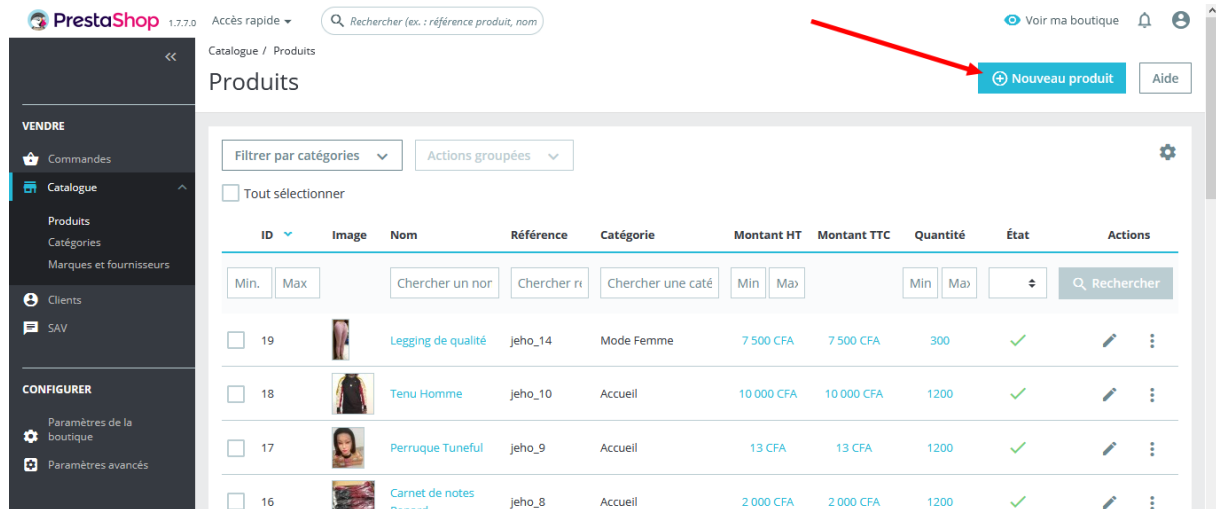 PrestaShop 1.7.7.0 Accès rapide Rechercher (ex. : référence produit, nom Voir ma boutique
Catalogue / Produits
Produits
Nouveau produit Aide
VENDRE
Commandes
Catalogue
Produits
Catégories
Marques et fournisseurs
Clients
SAV
CONFIGURER
Paramètres de la
boutique
Paramètres avancés
Filtrer par catégories Actions groupées
Tout sélectionner
ID Image Nom Référence Catégorie Montant HT Montant TTC Quantité État Actions
Min. Max Chercher un nor Chercher re Chercher une caté Min Max Min Max Rechercher
19 Legging de qualité jeho_14 Mode Femme 7 500 CFA 7 500 CFA 300
18 Tenu Homme jeho_10 Accueil 10 000 CFA 10 000 CFA 1200
17 Perruque Tuneful jeho_9 Accueil 13 CFA 13 CFA 1200
Carnet de notes
16 jeho_8 Accueil 2 000 CFA 2 000 CFA 1200